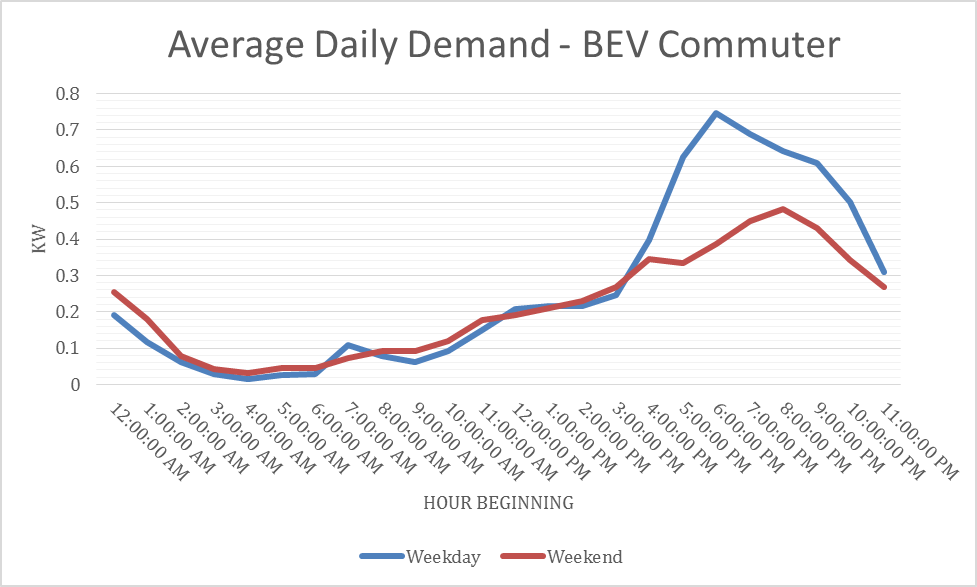 Average Daily Demand - BEV Commuter
0.8
0.7
0.6
0.5
0.4
0.3
0.2
0.1
0
KW
12:00:00 AM
1:00:00 AM
2:00:00 AM
3:00:00 AM
4:00:00 AM
5:00:00 AM
6:00:00 AM
7:00:00 AM
8:00:00 AM
9:00:00 AM
10:00:00 AM
11:00:00 AM
12:00:00 PM
1:00:00 PM
2:00:00 PM
3:00:00 PM
4:00:00 PM
5:00:00 PM
6:00:00 PM
7:00:00 PM
8:00:00 PM
9:00:00 PM
10:00:00 PM
11:00:00 PM
HOUR BEGINNING
Weekday Weekend